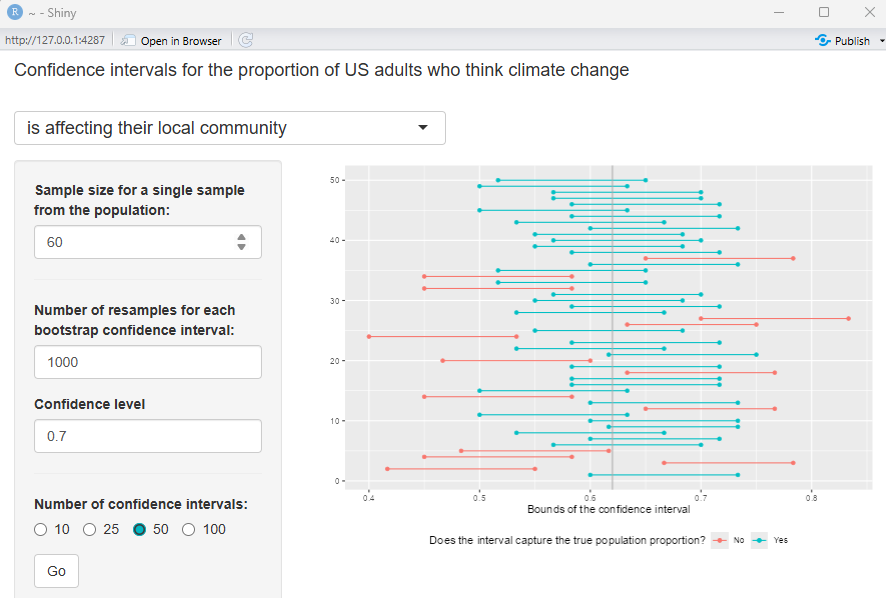 R ~ - Shiny
http://127.0.0.1:4287 Open in Browser Publish
Confidence intervals for the proportion of US adults who think climate change
is affecting their local community
Sample size for a single sample
from the population:
60
Number of resamples for each
bootstrap confidence interval:
1000
Confidence level
0.7
Number of confidence intervals:
10 25 50 100
Go
50
40
30
20
10
0
0.4 0.5 0.6 0.7 0.8
Bounds of the confidence interval
Does the interval capture the true population proportion? No Yes